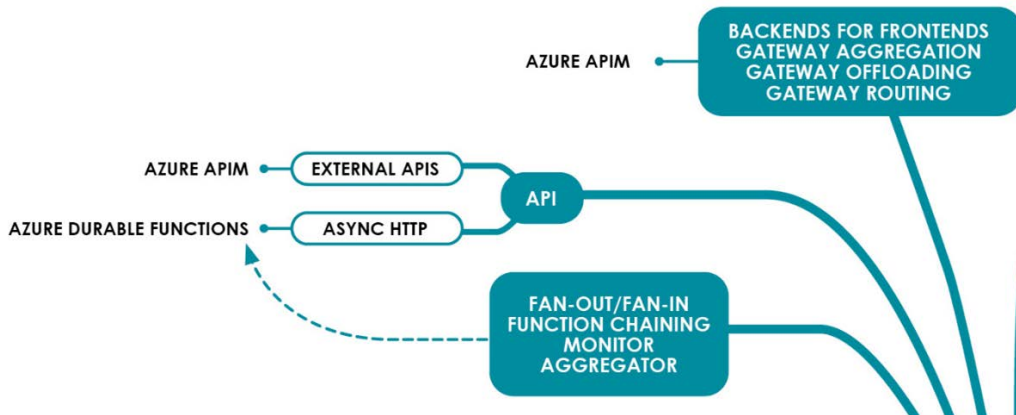 BACKENDS FOR FRONTENDS
GATEWAY AGGREGATION
GATEWAY OFFLOADING
GATEWAY ROUTING
AZURE APIM
AZURE APIM
EXTERNAL APIS
API
AZURE DURABLE FUNCTIONS
ASYNC HTTP
FAN-OUT/FAN-IN
FUNCTION CHAINING
MONITOR
AGGREGATOR